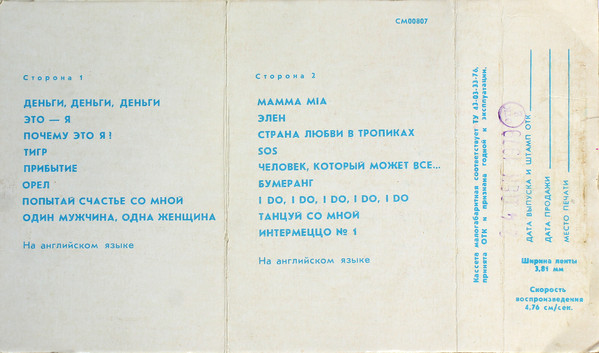 СМ00807
Сторона 1
ДЕНЬГИ, ДЕНЬГИ, ДЕНЬГИ
ЭТО — Я
ПОЧЕМУ ЭТО Я!
ТИГР
ПРИБЫТИЕ
ОРЕЛ
ПОПЫТАЙ СЧАСТЬЕ СО МНОЙ
ОДИН МУЖЧИНА, ОДНА ЖЕНЩИНА
На английском языке
Сторона 2
MAMMA MIA
ЭЛЕН
СТРАНА ЛЮБВИ В ТРОПИКАХ
SOS
ЧЕЛОВЕК, КОТОРЫЙ МОЖЕТ ВСЕ...
БУМЕРАНГ
I DO, I DO, I DO, I DO, I DO
ТАНЦУЙ СО МНОЙ
ИНТЕРМЕЦЦО № 1
На английском языке
Кассета малогабаритная соответствует ТУ 43-03-33-76,
принята ОТК и признана годной к эксплуатации.
ДАТА ВЫПУСКА И ШТАМП ОТК
ДАТА ПРОДАЖИ
МЕСТО ПЕЧАТИ
Ширина ленты
3,81 мм
Скорость
воспроизведения
4,76 см/сек.